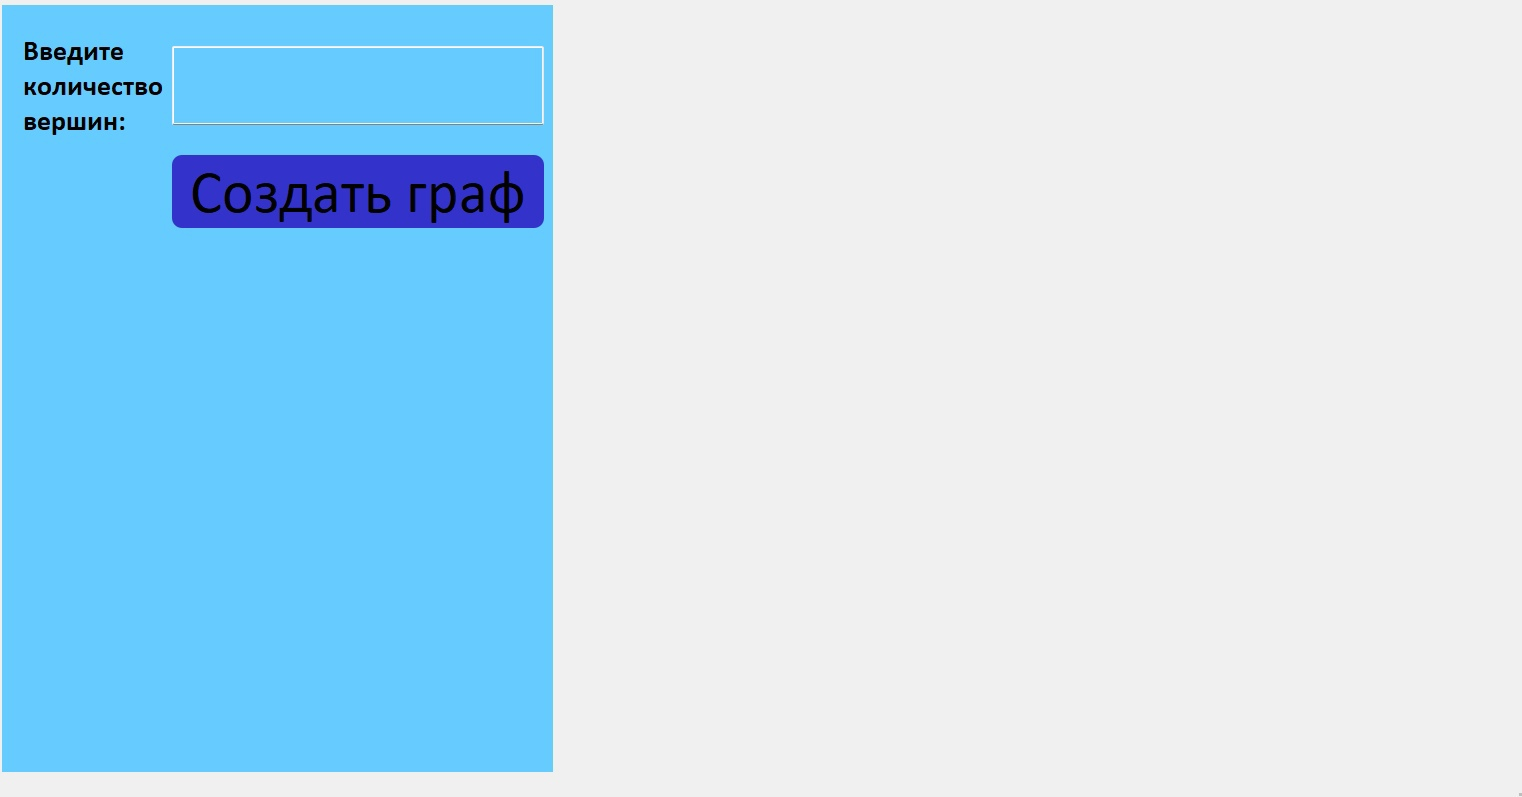 Введите
количество
вершин:
Создать граф